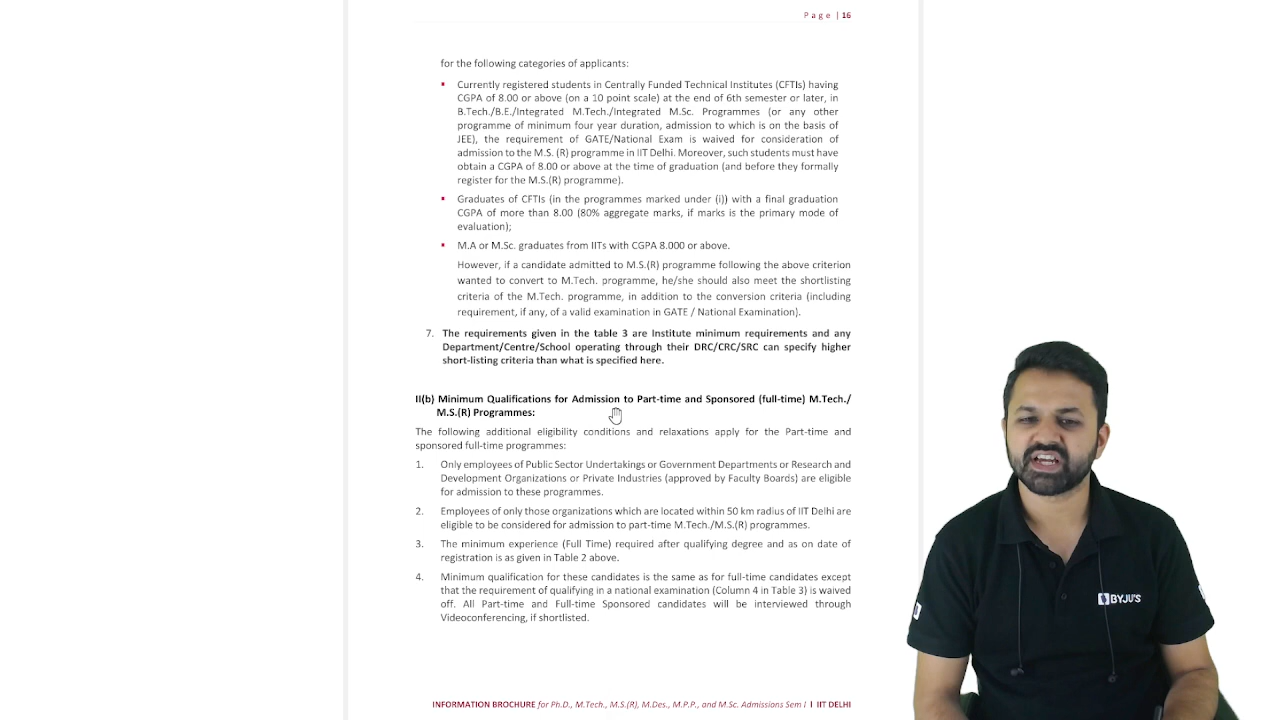 Page | 16
for the following categories of applicants:
▪ Currently registered students in Centrally Funded Technical Institutes (CFTIs) having
CGPA of 8.00 or above (on a 10 point scale) at the end of 6th semester or later, in
B.Tech./B.E./Integrated M.Tech./Integrated M.Sc. Programmes (or any other
programme of minimum four year duration, admission to which is on the basis of
JEE), the requirement of GATE/National Exam is waived for consideration of
admission to the M.S. (R) programme in IIT Delhi. Moreover, such students must have
obtain a CGPA of 8.00 or above at the time of graduation (and before they formally
register for the M.S.(R) programme).
▪ Graduates of CFTIs (in the programmes marked under (i)) with a final graduation
CGPA of more than 8.00 (80% aggregate marks, if marks is the primary mode of
evaluation);
▪ M.A or M.Sc. graduates from IITs with CGPA 8.000 or above.
However, if a candidate admitted to M.S.(R) programme following the above criterion
wanted to convert to M.Tech. programme, he/she should also meet the shortlisting
criteria of the M.Tech. programme, in addition to the conversion criteria (including
requirement, if any, of a valid examination in GATE / National Examination).
7. The requirements given in the table 3 are Institute minimum requirements and any
Department/Centre/School operating through their DRC/CRC/SRC can specify higher
short-listing criteria than what is specified here.
II(b) Minimum Qualifications for Admission to Part-time and Sponsored (full-time) M.Tech./
M.S.(R) Programmes:
The following additional eligibility conditions and relaxations apply for the Part-time and
sponsored full-time programmes:
1. Only employees of Public Sector Undertakings or Government Departments or Research and
Development Organizations or Private Industries (approved by Faculty Boards) are eligible
for admission to these programmes.
2. Employees of only those organizations which are located within 50 km radius of IIT Delhi are
eligible to be considered for admission to part-time M.Tech./M.S.(R) programmes.
3. The minimum experience (Full Time) required after qualifying degree and as on date of
registration is as given in Table 2 above.
4. Minimum qualification for these candidates is the same as for full-time candidates except
that the requirement of qualifying in a national examination (Column 4 in Table 3) is waived
off. All Part-time and Full-time Sponsored candidates will be interviewed through
Videoconferencing, if shortlisted.
BYJU'S
INFORMATION BROCHURE for Ph.D., M.Tech., M.S.(R), M.Des., M.P.P., and M.Sc. Admissions Sem I | IIT DELHI